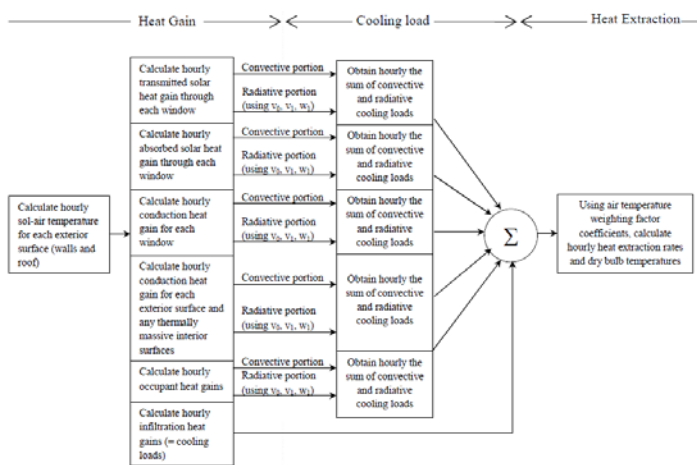 Heat Gain
Cooling load
Heat Extraction
Calculate hourly
sol-air temperature
for each exterior
surface (walls and
roof)
Calculate hourly
transmitted solar
heat gain through
each window
Convective portion
Radiative portion
(using v₀, v₁, w₁)
Obtain hourly the
sum of convective
and radiative
cooling loads
Calculate hourly
absorbed solar heat
gain through each
window
Convective portion
Radiative portion
(using v₀, v₁, w₁)
Obtain hourly the
sum of convective
and radiative
cooling loads
Calculate hourly
conduction heat
gain for each
window
Convective portion
Radiative portion
(using v₀, v₁, w₁)
Obtain hourly the
sum of convective
and radiative
cooling loads
Calculate hourly
conduction heat
gain for each
exterior surface and
any thermally
massive interior
surfaces
Convective portion
Radiative portion
(using v₀, v₁, w₁)
Obtain hourly the
sum of convective
and radiative
cooling loads
Calculate hourly
occupant heat gains
Convective portion
Radiative portion
(using v₀, v₁, w₁)
Obtain hourly the
sum of convective
and radiative
cooling loads
Calculate hourly
infiltration heat
gains (= cooling
loads)
Σ
Using air temperature
weighting factor
coefficients, calculate
hourly heat extraction rates
and dry bulb temperatures